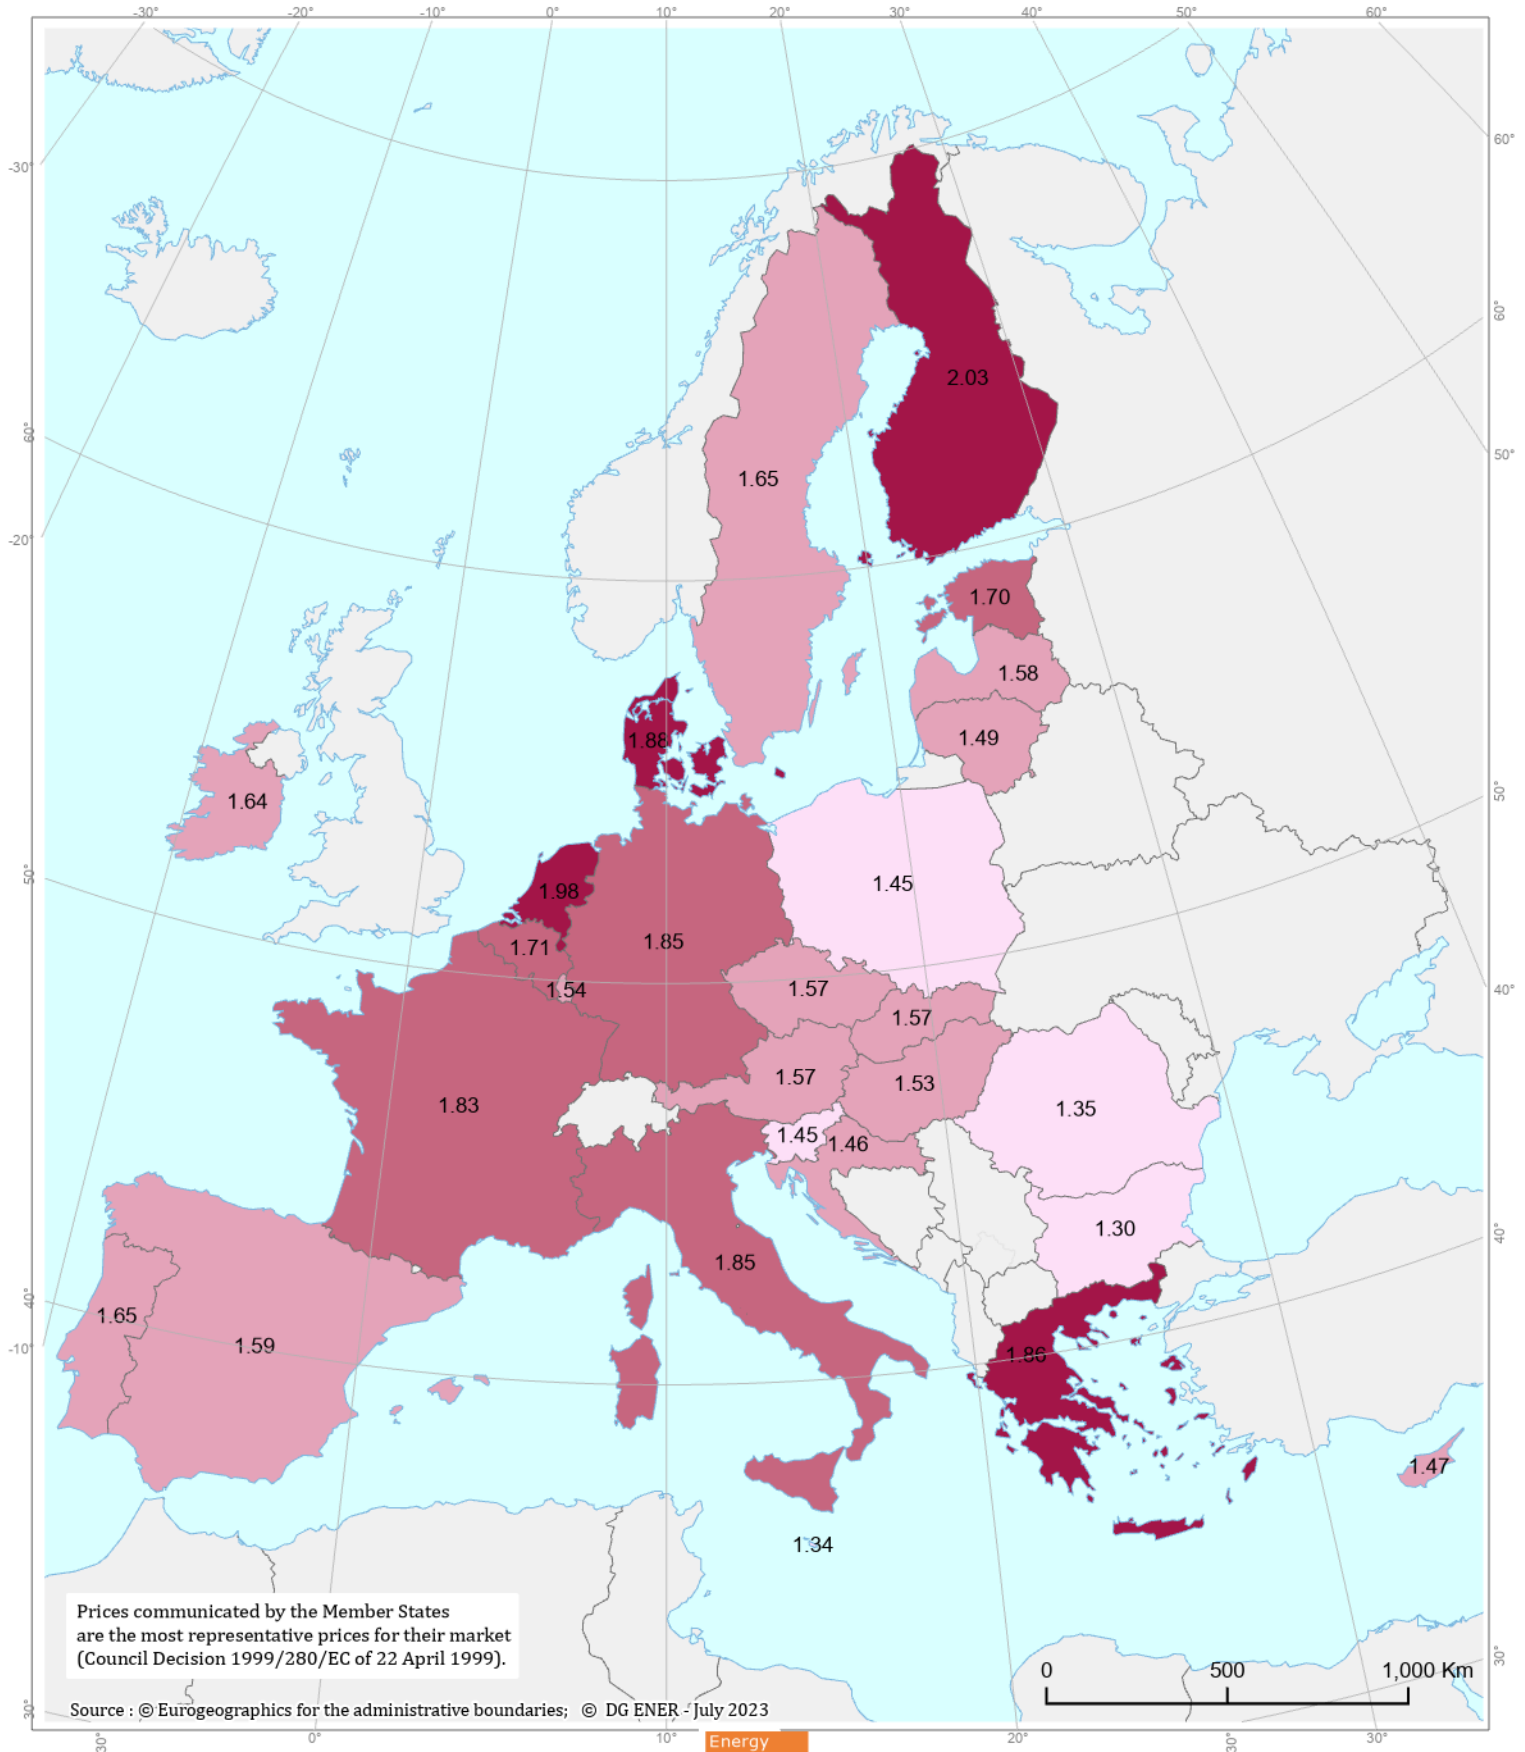 -30° -20° -10° 0° 10° 20° 30° 40° 50° 60°
-30° 60°
60°
2.03
60° 50°
1.65
-20°
1.70
1.58
1.49
1.88
50°
1.64
50° 1.98 1.45
1.71 1.85
1.54 1.57 40°
1.57
1.57 1.53
1.83 1.35
1.45 1.46
1.30 40°
1.85
40° 1.65
-10° 1.59 1.86
1.47
1.34
Prices communicated by the Member States
are the most representative prices for their market
(Council Decision 1999/280/EC of 22 April 1999).
30°
0 500 1,000 Km
30° Source : © Eurogeographics for the administrative boundaries; © DG ENER - July 2023
30° 0° 10° 20° 30° 30°
Energy